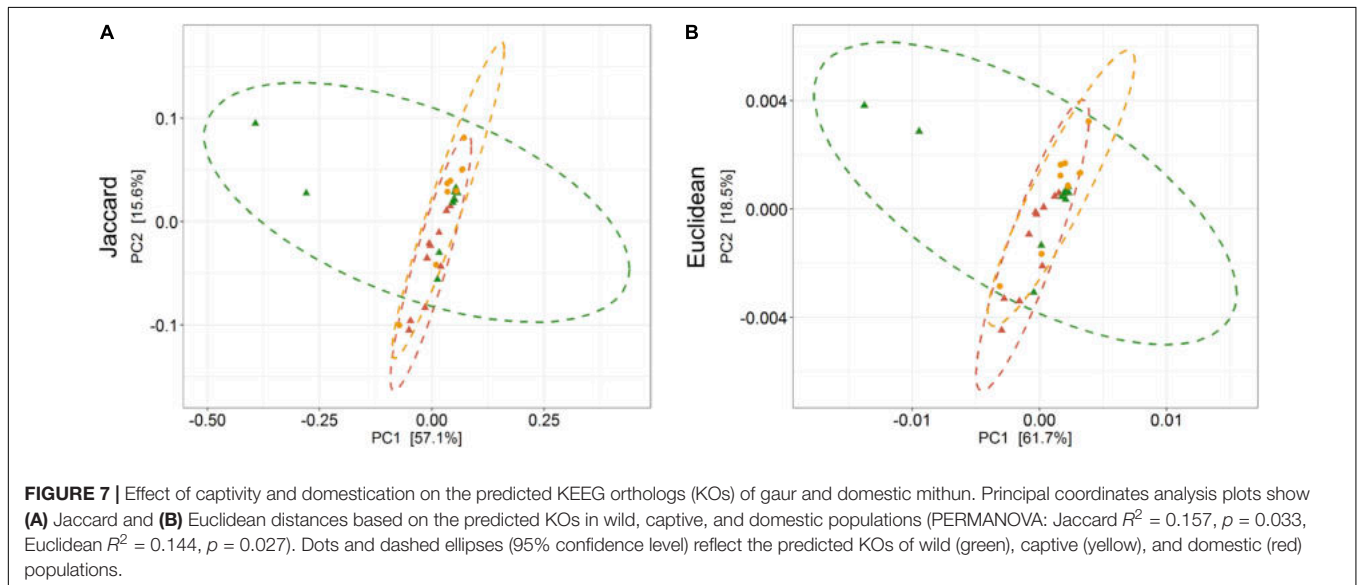 A
B
Jaccard
PC2 [15.6%]
0.1
0.0
-0.1
-0.50
-0.25
0.00
0.25
PC1 [57.1%]
Euclidean
PC2 [18.5%]
0.004
0.000
-0.004
-0.01
0.00
0.01
PC1 [61.7%]
FIGURE 7 | Effect of captivity and domestication on the predicted KEEG orthologs (KOs) of gaur and domestic mithun. Principal coordinates analysis plots show
(A) Jaccard and (B) Euclidean distances based on the predicted KOs in wild, captive, and domestic populations (PERMANOVA: Jaccard R² = 0.157, p = 0.033,
Euclidean R² = 0.144, p = 0.027). Dots and dashed ellipses (95% confidence level) reflect the predicted KOs of wild (green), captive (yellow), and domestic (red)
populations.